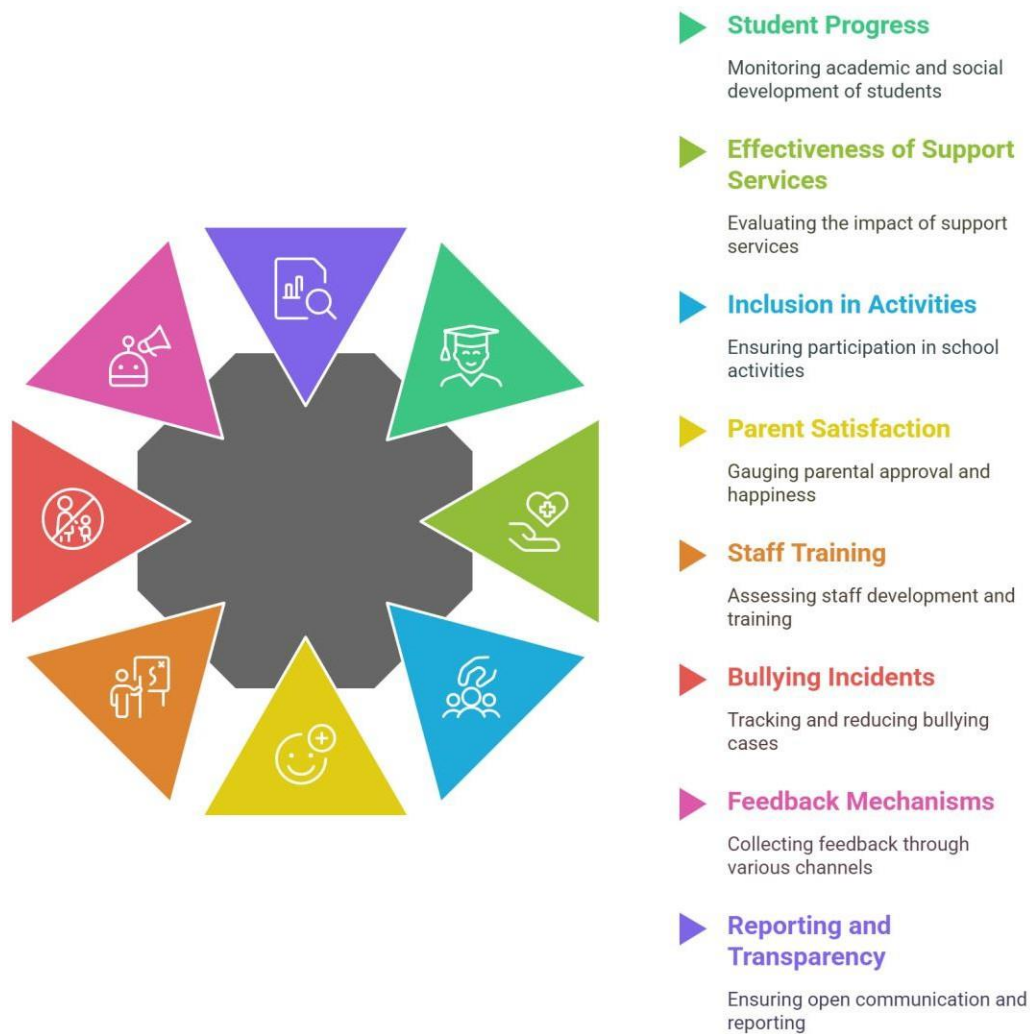 Student Progress
Monitoring academic and social
development of students
Effectiveness of Support
Services
Evaluating the impact of support
services
Inclusion in Activities
Ensuring participation in school
activities
Parent Satisfaction
Gauging parental approval and
happiness
Staff Training
Assessing staff development and
training
Bullying Incidents
Tracking and reducing bullying
cases
Feedback Mechanisms
Collecting feedback through
various channels
Reporting and
Transparency
Ensuring open communication and
reporting